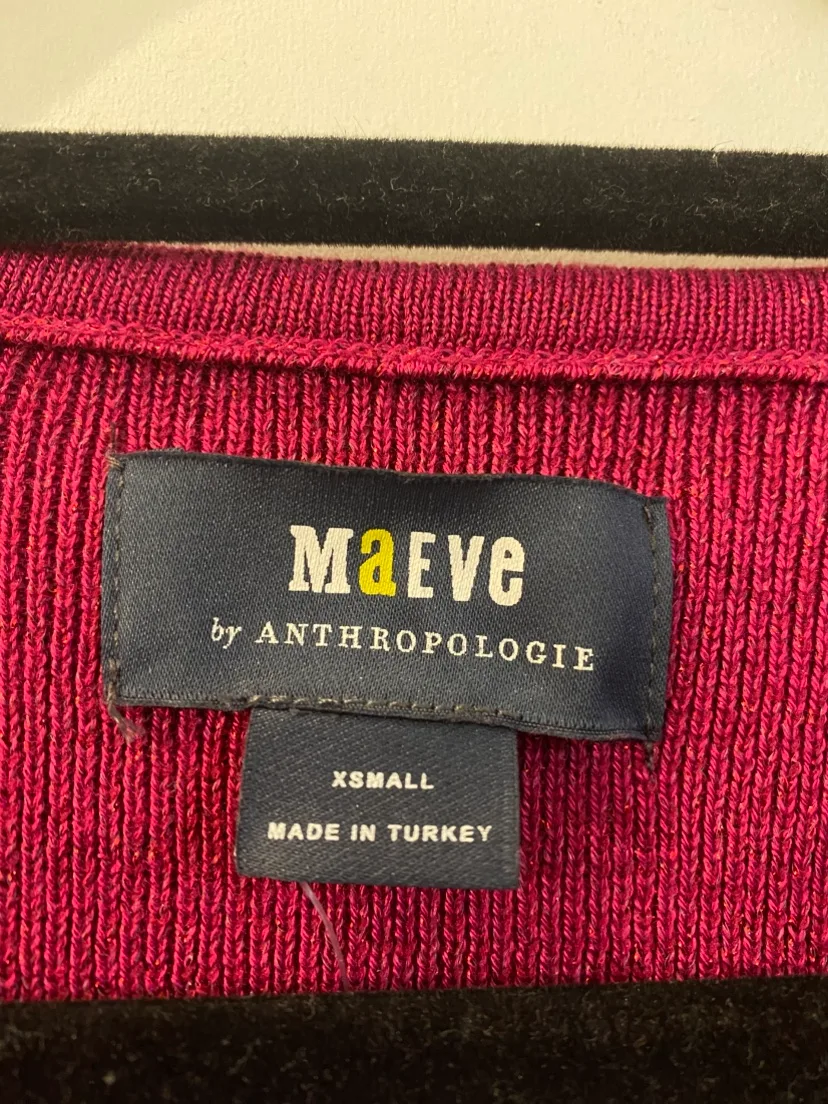 MaEVe
by ANTHROPOLOGIE
XSMALL
MADE IN TURKEY